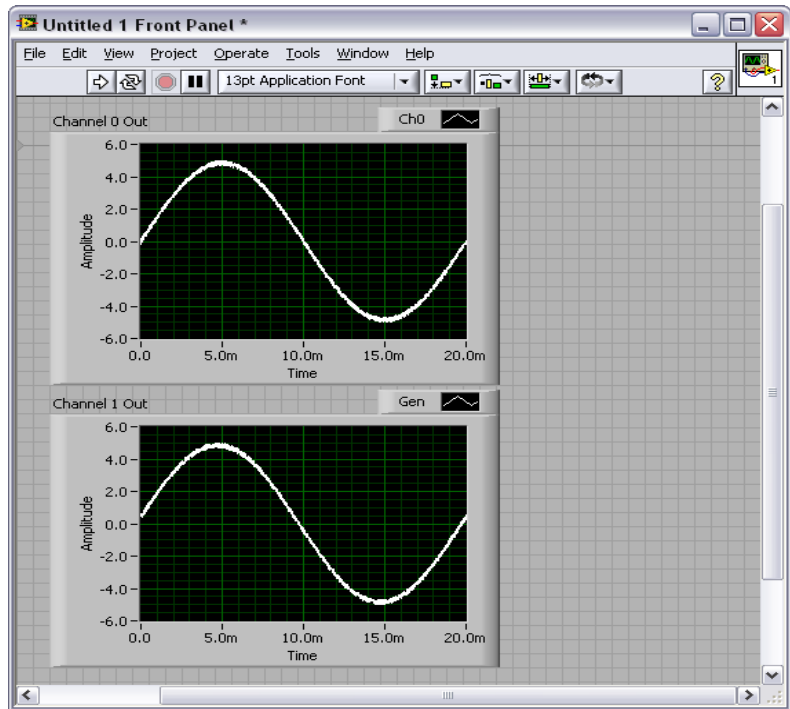 Untitled 1 Front Panel *
File Edit View Project Operate Tools Window Help
13pt Application Font
?
1
Channel 0 Out
Ch0
6.0
4.0
2.0
0.0
-2.0
-4.0
-6.0
Amplitude
0.0 5.0m 10.0m 15.0m 20.0m
Time
Channel 1 Out
Gen
6.0
4.0
2.0
0.0
-2.0
-4.0
-6.0
Amplitude
0.0 5.0m 10.0m 15.0m 20.0m
Time